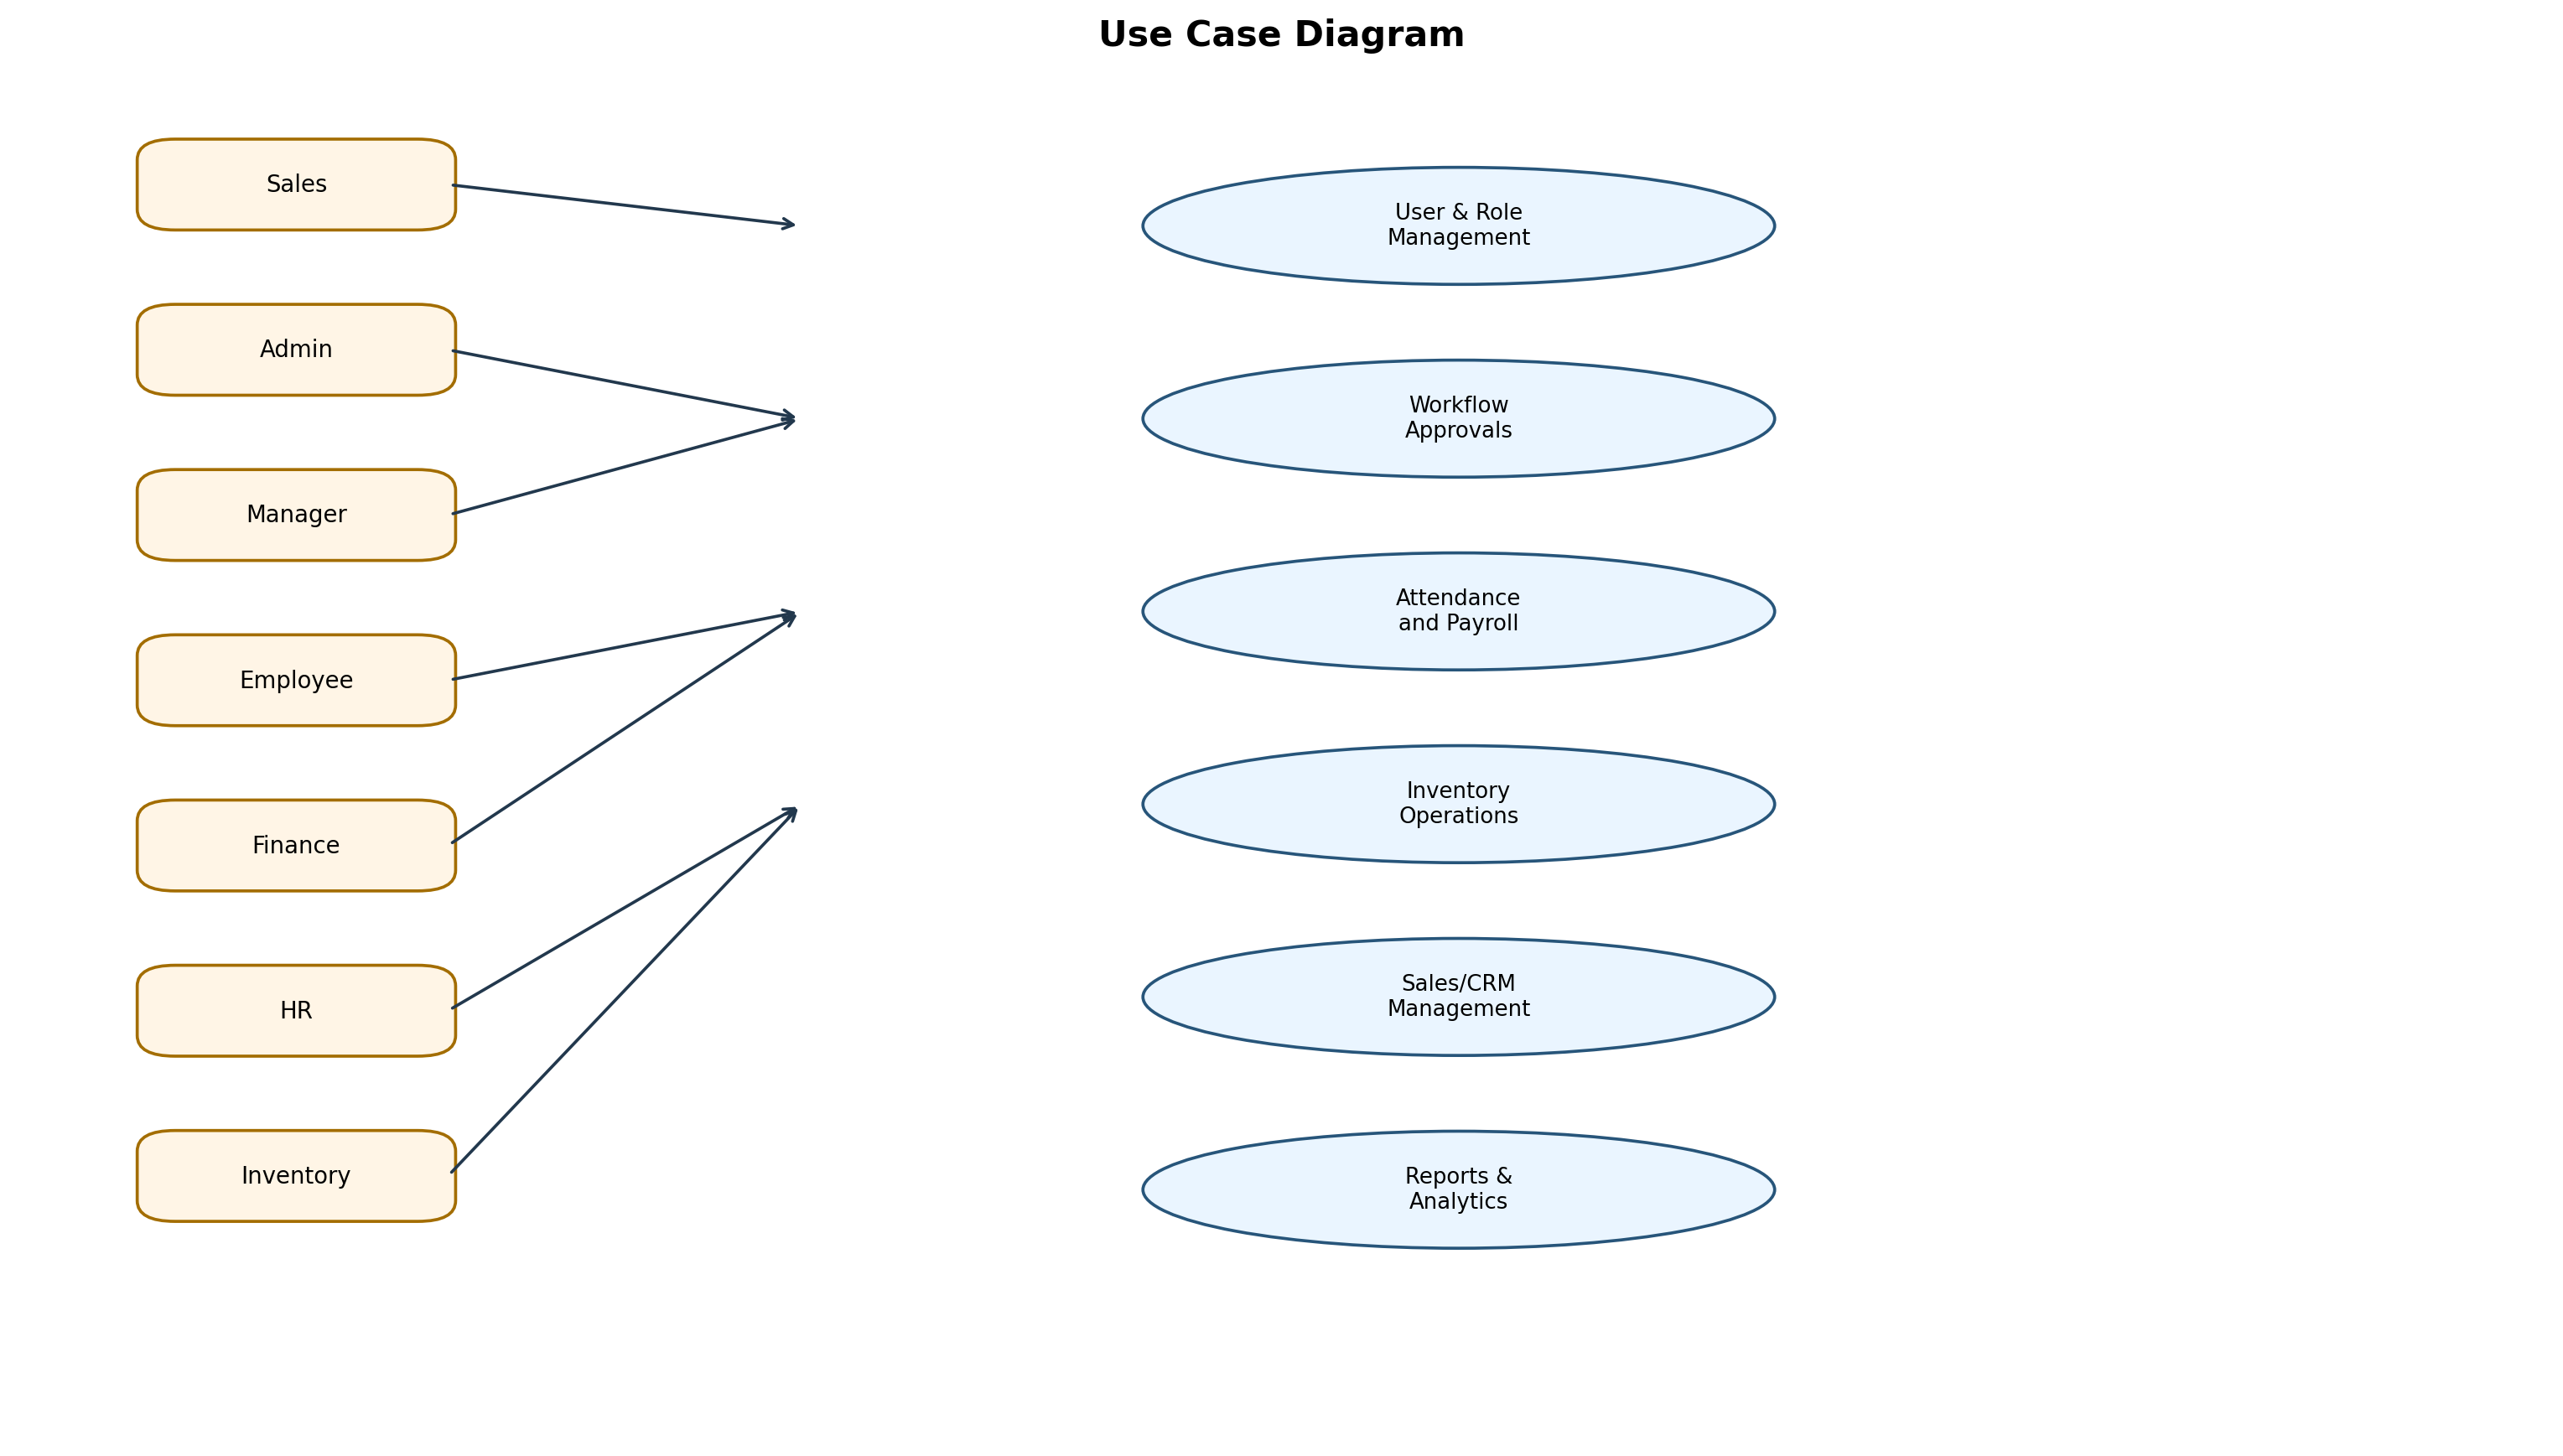 Use Case Diagram
Sales
Admin
Manager
Employee
Finance
HR
Inventory
User & Role
Management
Workflow
Approvals
Attendance
and Payroll
Inventory
Operations
Sales/CRM
Management
Reports &
Analytics